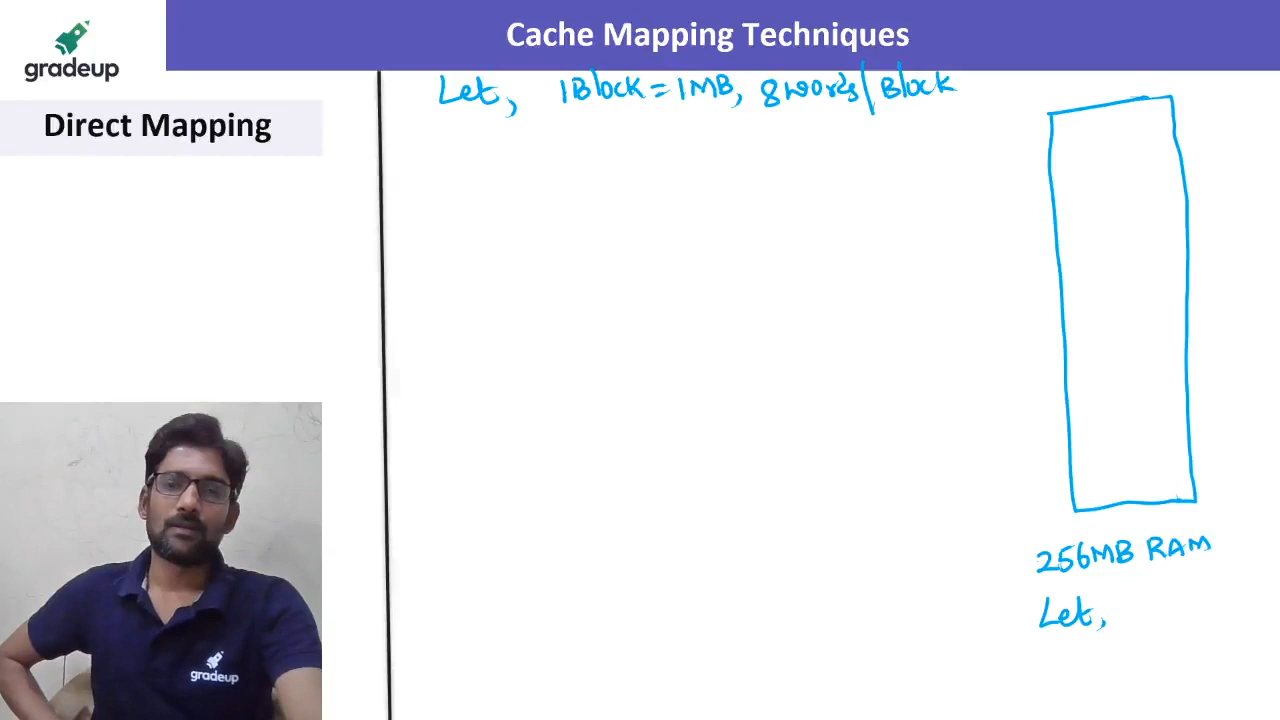 gradeup
Cache Mapping Techniques
Direct Mapping
Let, 1Block = 1MB, 8words/Block
256MB RAM
Let,
gradeup